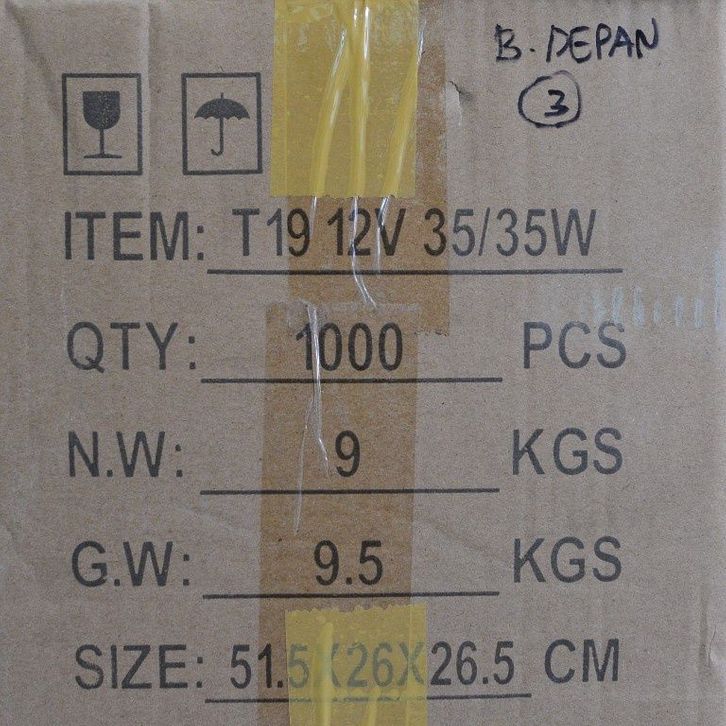 B. DEPAN
3
ITEM: T19 12V 35/35W
QTY: 1000 PCS
N.W: 9 KGS
G.W: 9.5 KGS
SIZE: 51.5X26X26.5 CM